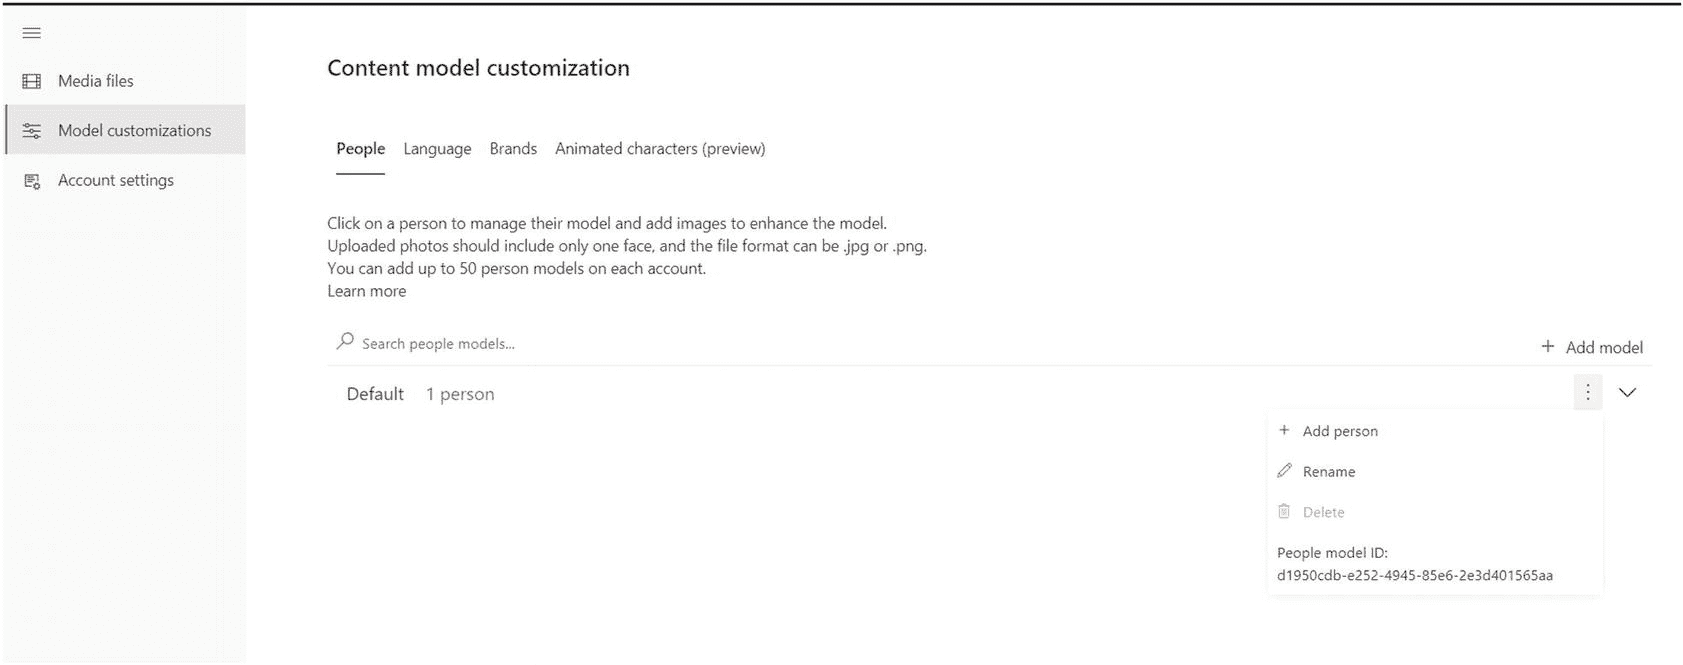 Media files
Model customizations
Account settings
Content model customization
People Language Brands Animated characters (preview)
Click on a person to manage their model and add images to enhance the model.
Uploaded photos should include only one face, and the file format can be .jpg or .png.
You can add up to 50 person models on each account.
Learn more
Search people models...
+ Add model
Default 1 person
+ Add person
Rename
Delete
People model ID:
d1950cdb-e252-4945-85e6-2e3d401565aa